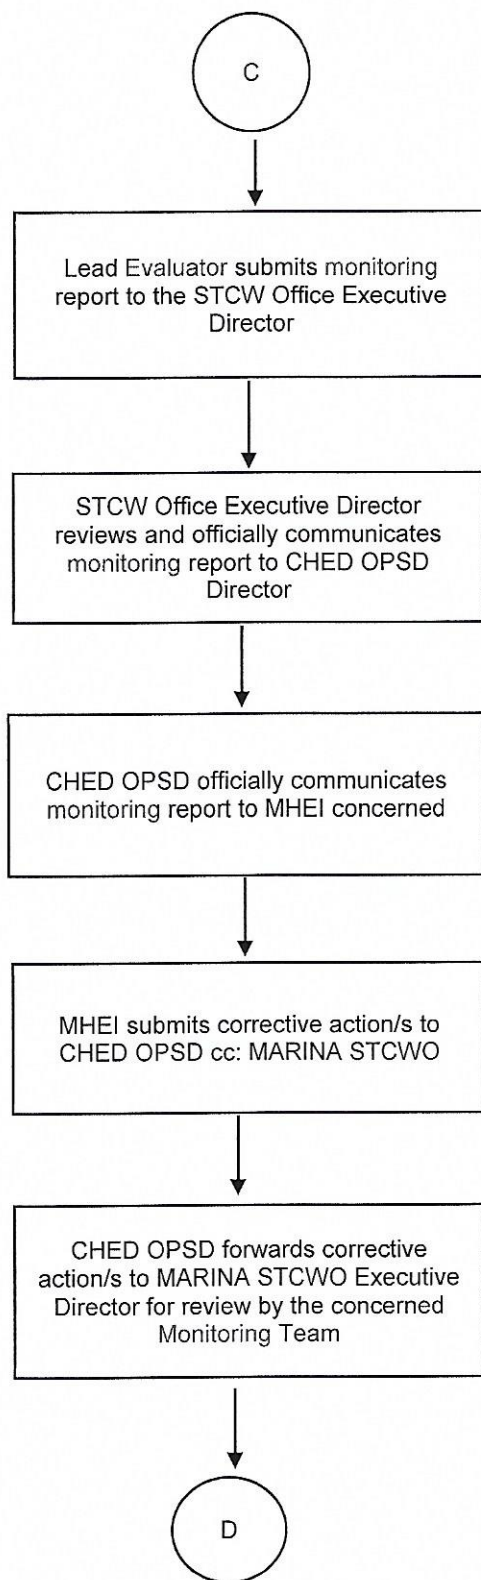 C
Lead Evaluator submits monitoring
report to the STCW Office Executive
Director
STCW Office Executive Director
reviews and officially communicates
monitoring report to CHED OPSD
Director
CHED OPSD officially communicates
monitoring report to MHEI concerned
MHEI submits corrective action/s to
CHED OPSD cc: MARINA STCWO
CHED OPSD forwards corrective
action/s to MARINA STCWO Executive
Director for review by the concerned
Monitoring Team
D